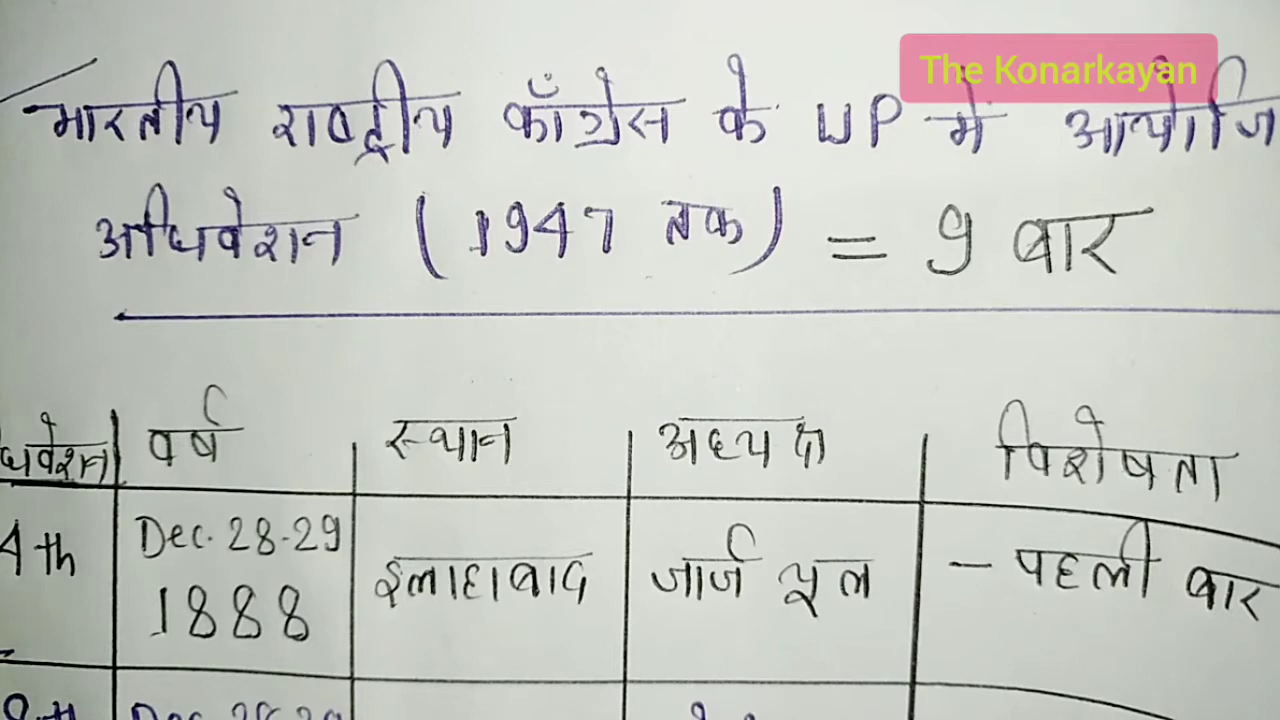 The Konarkayan
भारतीय राष्ट्रीय काँग्रेस के UP में आयोजि
अधिवेशन (1947 तक) = 9 बार
धिवेशन वर्ष स्थान अध्यक्ष विशेषता
4th Dec. 28-29 1888 इलाहाबाद जार्ज यूल - पहली बार